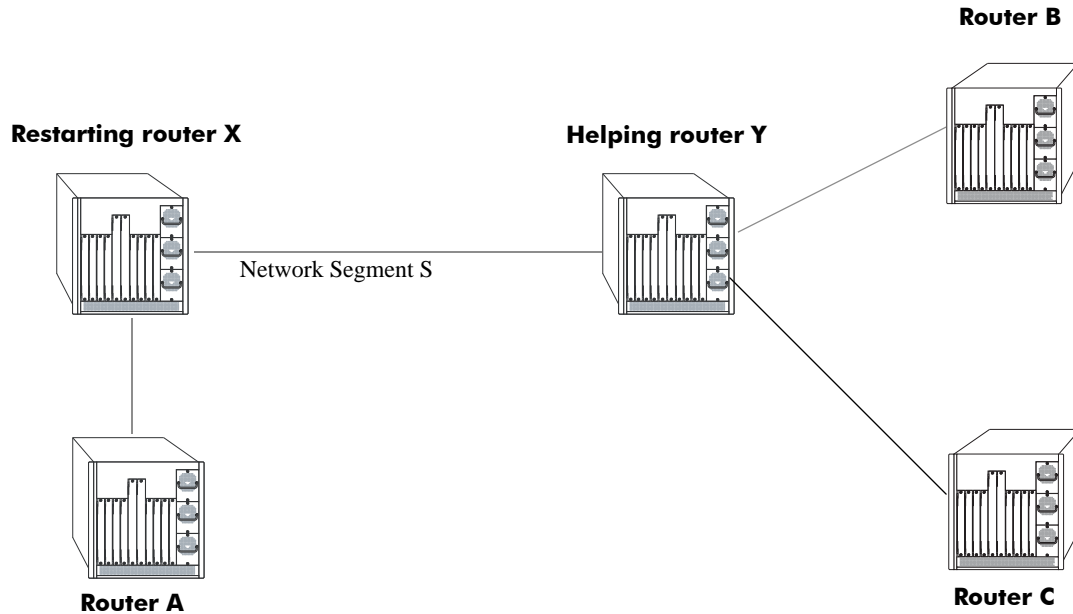 Router B
Restarting router X
Helping router Y
Network Segment S
Router A
Router C